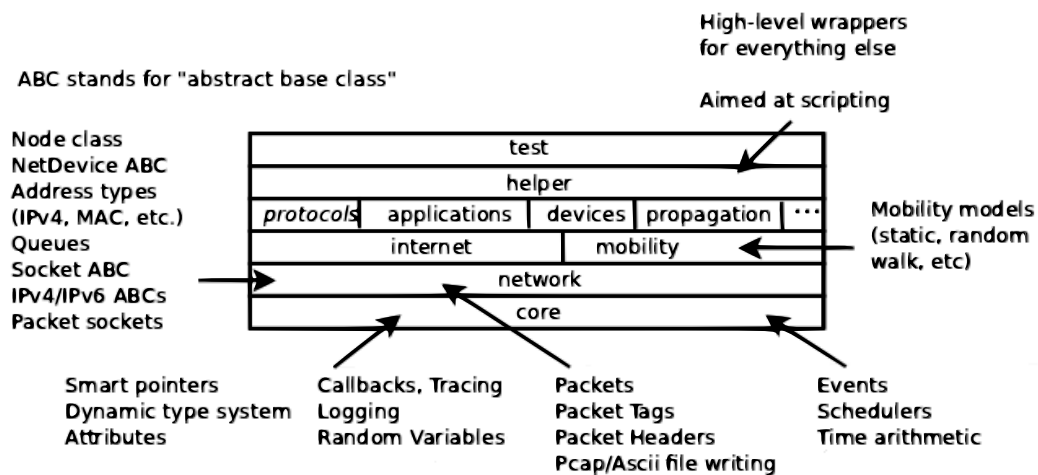 High-level wrappers
for everything else
Aimed at scripting
ABC stands for "abstract base class"
Node class
NetDevice ABC
Address types
(IPv4, MAC, etc.)
Queues
Socket ABC
IPv4/IPv6 ABCs
Packet sockets
test
helper
protocols applications devices propagation ...
internet mobility
network
core
Mobility models
(static, random
walk, etc)
Smart pointers
Dynamic type system
Attributes
Callbacks, Tracing
Logging
Random Variables
Packets
Packet Tags
Packet Headers
Pcap/Ascii file writing
Events
Schedulers
Time arithmetic